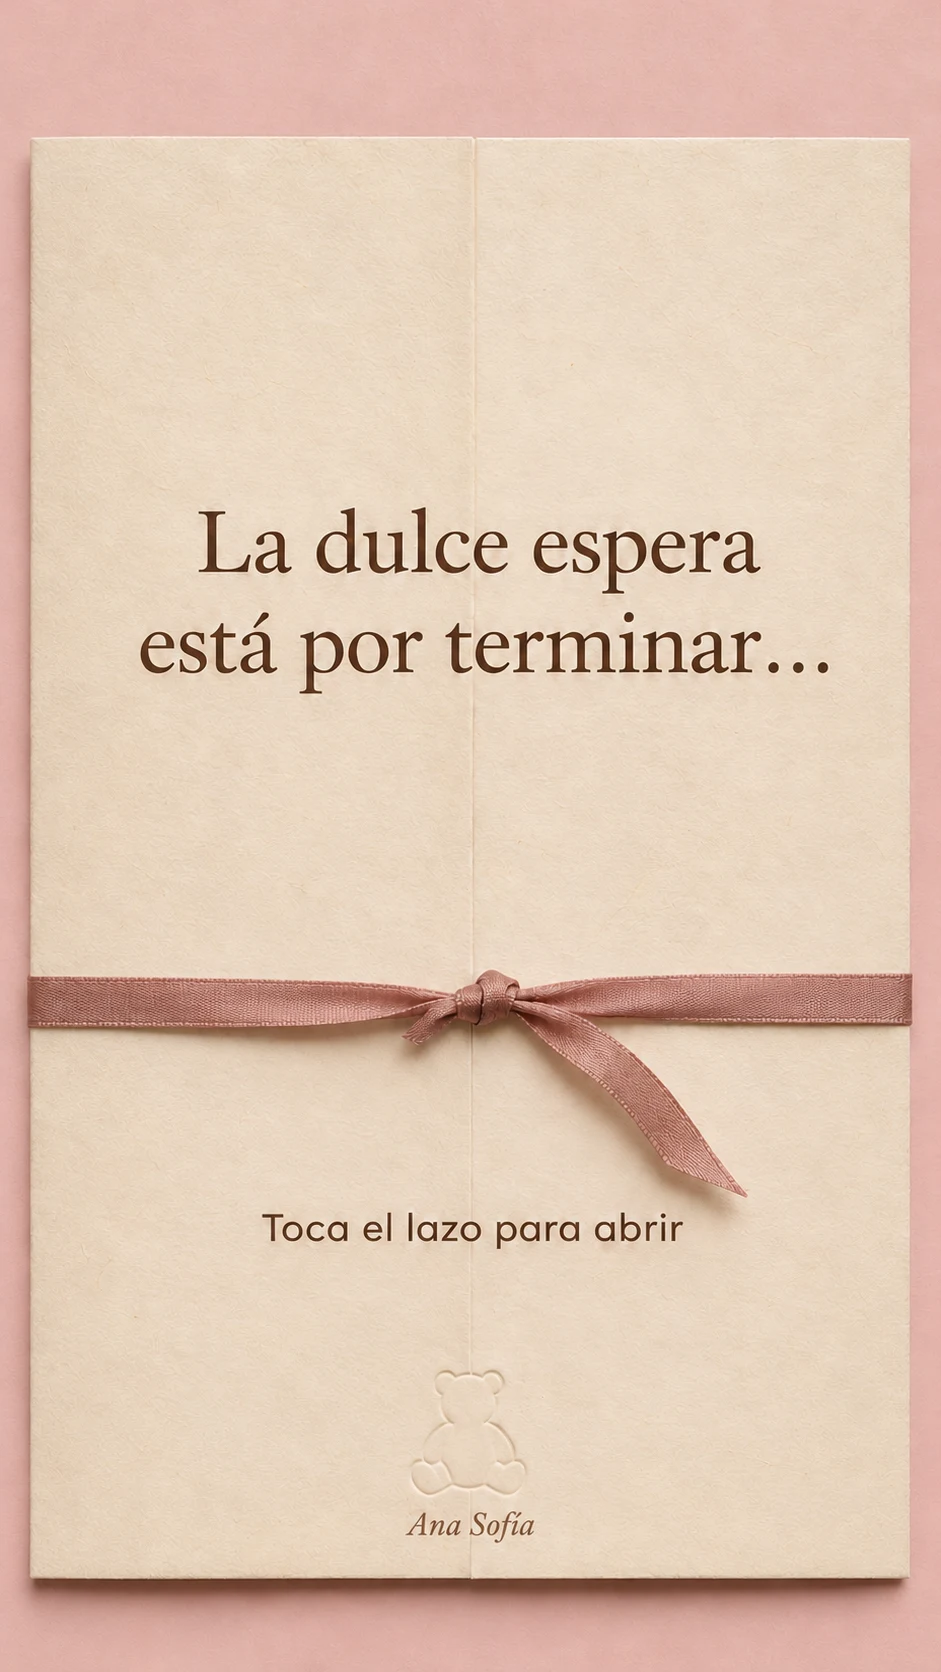 La dulce espera
está por terminar...
Toca el lazo para abrir
Ana Sofía